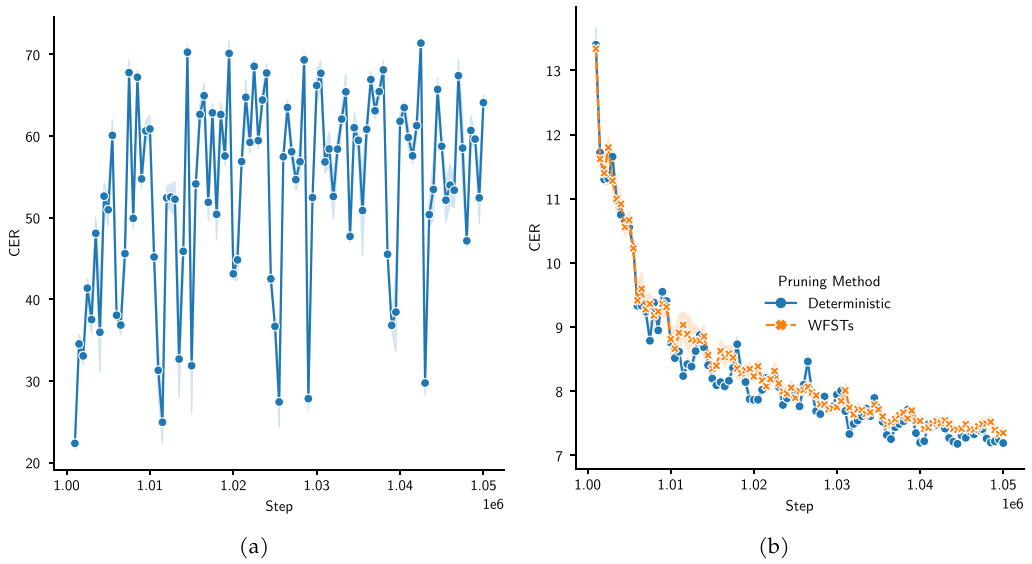 70
60
50
40
30
20
CER
1.00
1.01
1.02
1.03
1.04
1.05
Step
1e6
(a)
13
12
11
10
9
8
7
CER
Pruning Method
Deterministic
WFSTs
1.00
1.01
1.02
1.03
1.04
1.05
Step
1e6
(b)